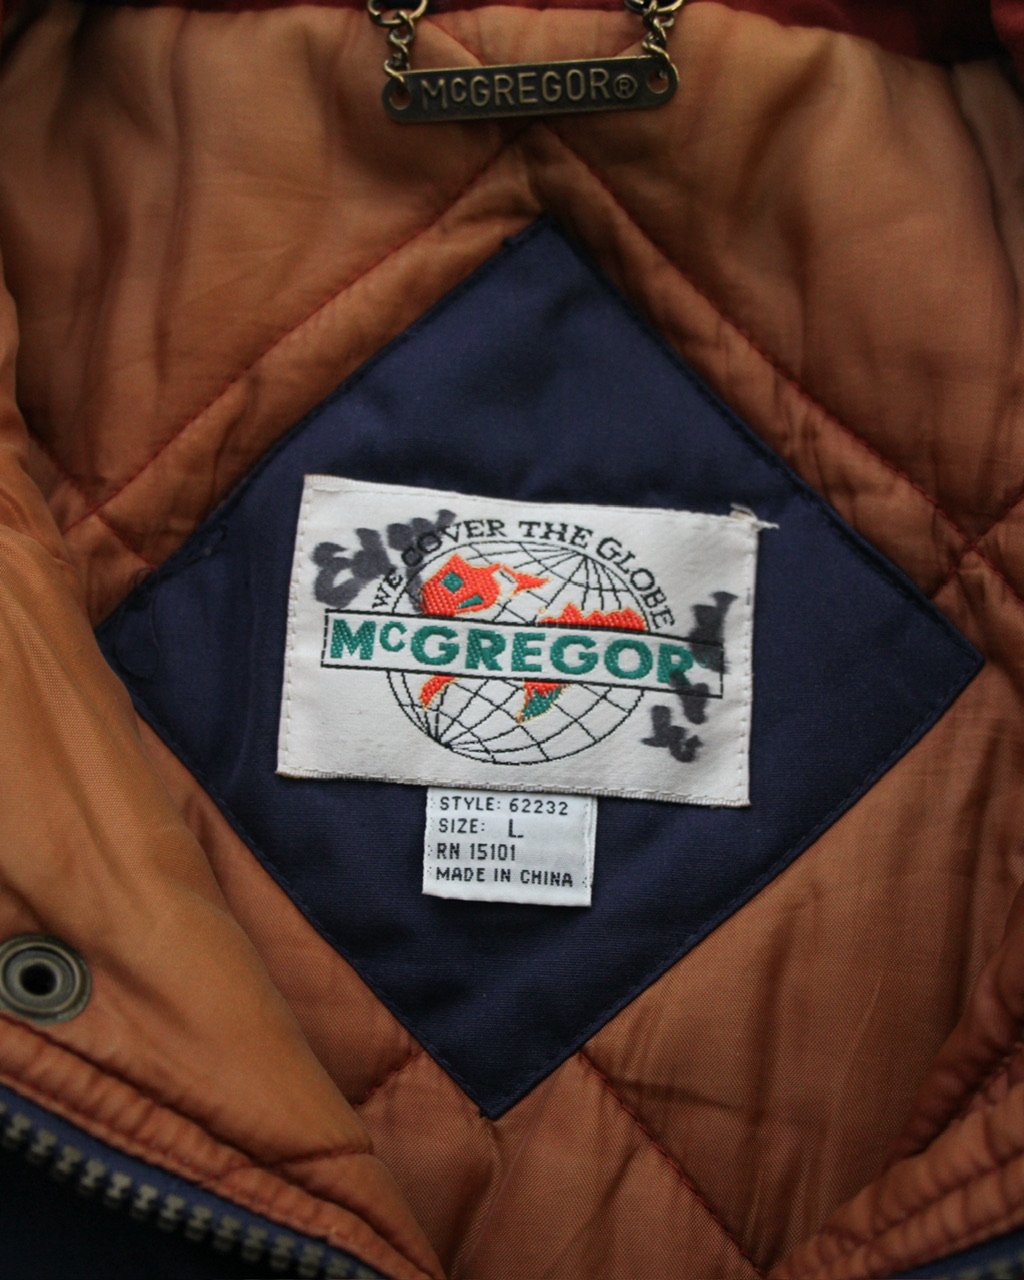 McGREGOR®
WE COVER THE GLOBE
McGREGOR
STYLE: 62232
SIZE: L
RN 15101
MADE IN CHINA